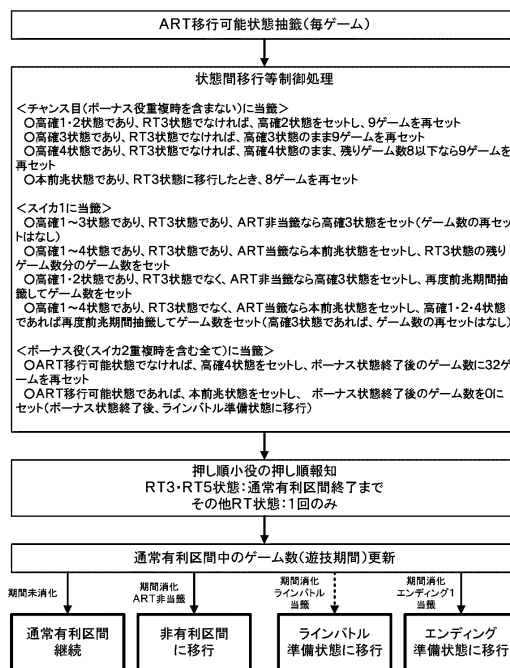 ART移行可能状態抽籤(毎ゲーム)
状態間移行等制御処理
<チャンス目(ボーナス役重複時を含まない)に当籤>
○高確1・2状態であり、RT3状態でなければ、高確2状態をセットし、9ゲームを再セット
○高確3状態であり、RT3状態でなければ、高確3状態のまま9ゲームを再セット
○高確4状態であり、RT3状態でなければ、高確4状態のまま、残りゲーム数8以下なら9ゲームを
再セット
○本前兆状態であり、RT3状態に移行したとき、8ゲームを再セット
<スイカ1に当籤>
○高確1~3状態であり、RT3状態であり、ART非当籤なら高確3状態をセット(ゲーム数の再セッ
トはなし)
○高確1~4状態であり、RT3状態であり、ART当籤なら本前兆状態をセットし、RT3状態の残り
ゲーム数分のゲーム数をセット
○高確1・2状態であり、RT3状態でなく、ART非当籤なら高確3状態をセットし、再度前兆期間抽
籤してゲーム数をセット
○高確1~4状態であり、RT3状態でなく、ART当籤なら本前兆状態をセットし、高確1・2・4状態
であれば再度前兆期間抽籤してゲーム数をセット(高確3状態であれば、ゲーム数の再セットはなし)
<ボーナス役(スイカ2重複時を含む全て)に当籤>
○ART移行可能状態でなければ、高確4状態をセットし、ボーナス状態終了後のゲーム数に32ゲ
ームを再セット
○ART移行可能状態であれば、本前兆状態をセットし、 ボーナス状態終了後のゲーム数を0に
セット(ボーナス状態終了後、ラインバトル準備状態に移行)
押し順小役の押し順報知
RT3・RT5状態:通常有利区間終了まで
その他RT状態:1回のみ
通常有利区間中のゲーム数(遊技期間)更新
期間未消化
期間消化
ART非当籤
期間消化
ラインバトル
当籤
期間消化
エンディング1
当籤
通常有利区間
継続
非有利区間
に移行
ラインバトル
準備状態に移行
エンディング
準備状態に移行